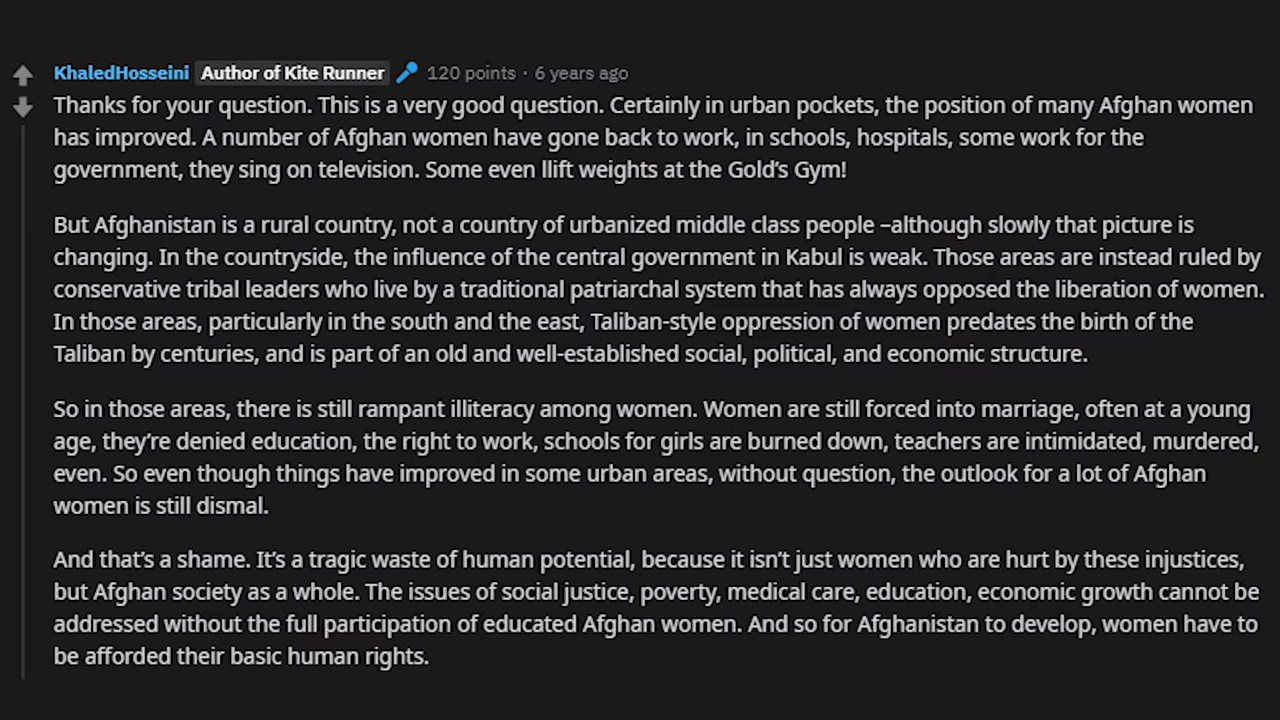 KhaledHosseini Author of Kite Runner 120 points · 6 years ago
Thanks for your question. This is a very good question. Certainly in urban pockets, the position of many Afghan women
has improved. A number of Afghan women have gone back to work, in schools, hospitals, some work for the
government, they sing on television. Some even llift weights at the Gold's Gym!
But Afghanistan is a rural country, not a country of urbanized middle class people –although slowly that picture is
changing. In the countryside, the influence of the central government in Kabul is weak. Those areas are instead ruled by
conservative tribal leaders who live by a traditional patriarchal system that has always opposed the liberation of women.
In those areas, particularly in the south and the east, Taliban-style oppression of women predates the birth of the
Taliban by centuries, and is part of an old and well-established social, political, and economic structure.
So in those areas, there is still rampant illiteracy among women. Women are still forced into marriage, often at a young
age, they're denied education, the right to work, schools for girls are burned down, teachers are intimidated, murdered,
even. So even though things have improved in some urban areas, without question, the outlook for a lot of Afghan
women is still dismal.
And that's a shame. It's a tragic waste of human potential, because it isn't just women who are hurt by these injustices,
but Afghan society as a whole. The issues of social justice, poverty, medical care, education, economic growth cannot be
addressed without the full participation of educated Afghan women. And so for Afghanistan to develop, women have to
be afforded their basic human rights.